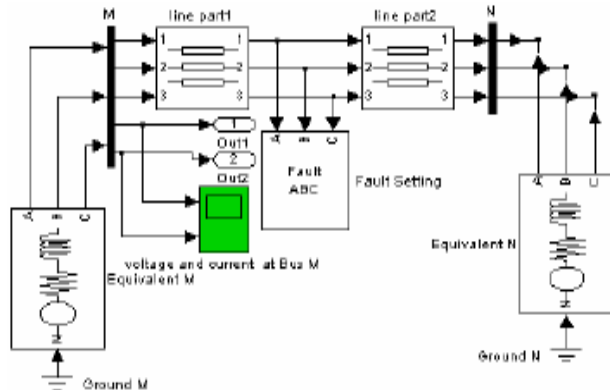 M
line part1
line part2
N
1 1
2 2
3 3
1 1
2 2
3 3
1
Out1
2
Out2
A B C
Fault
ABC
Fault Setting
A B C
A B C
voltage and current at Bus M
Equivalent M
Equivalent N
N
N
Ground M
Ground N